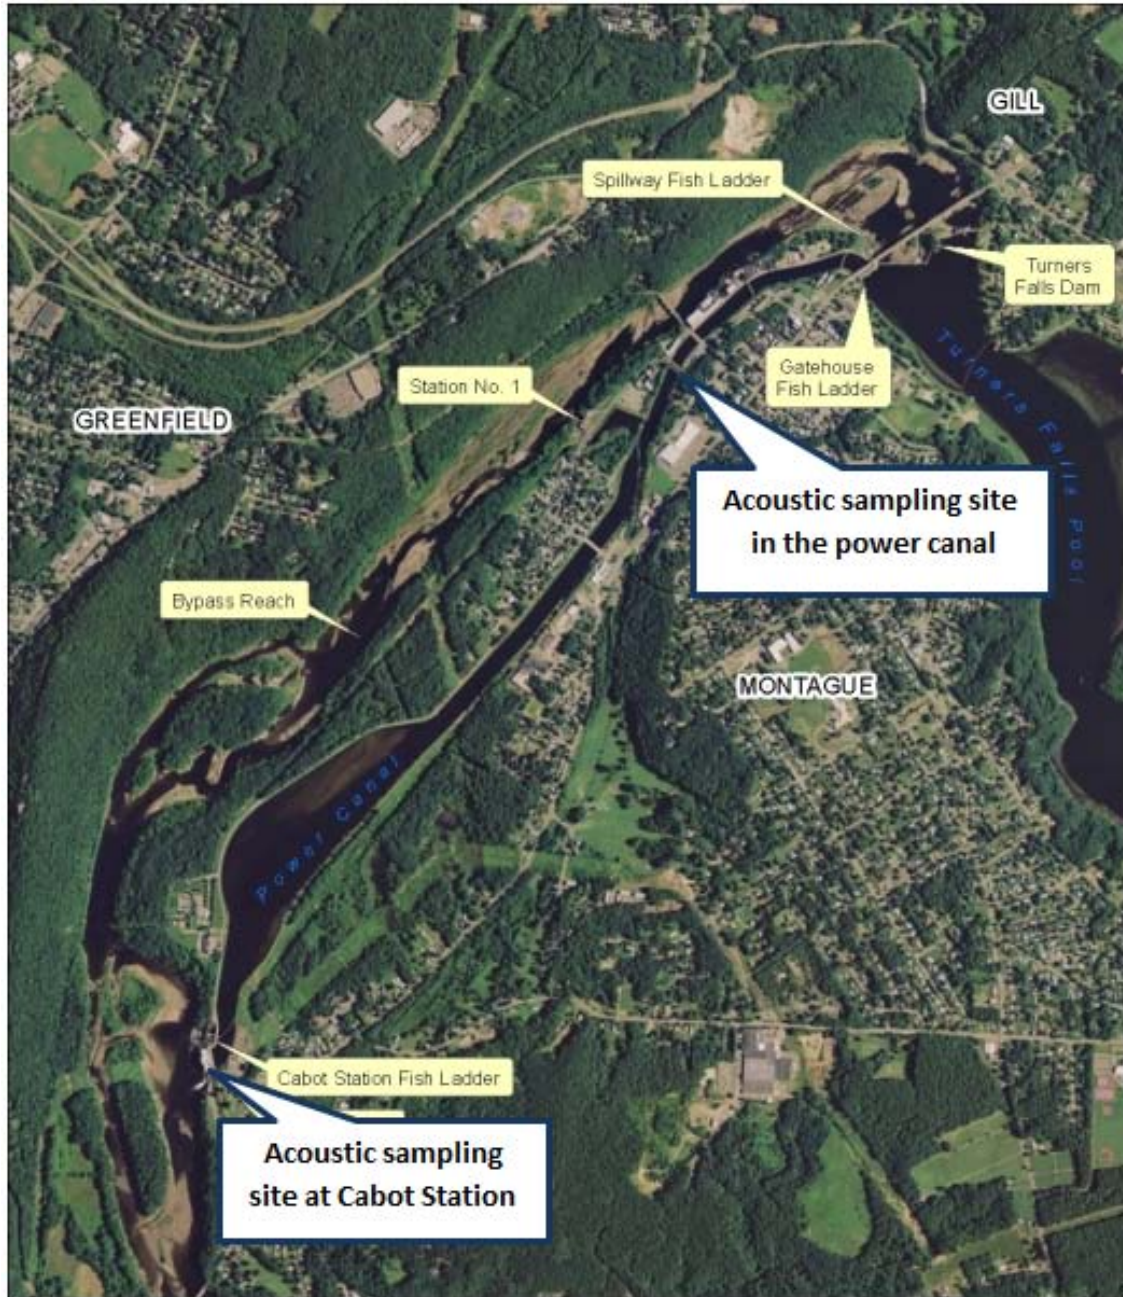 GILL
Spillway Fish Ladder
Turners
Falls Dam
Gatehouse
Fish Ladder
Turners Falls Pool
Station No. 1
GREENFIELD
Acoustic sampling site
in the power canal
Bypass Reach
MONTAGUE
Power Canal
Cabot Station Fish Ladder
Acoustic sampling
site at Cabot Station